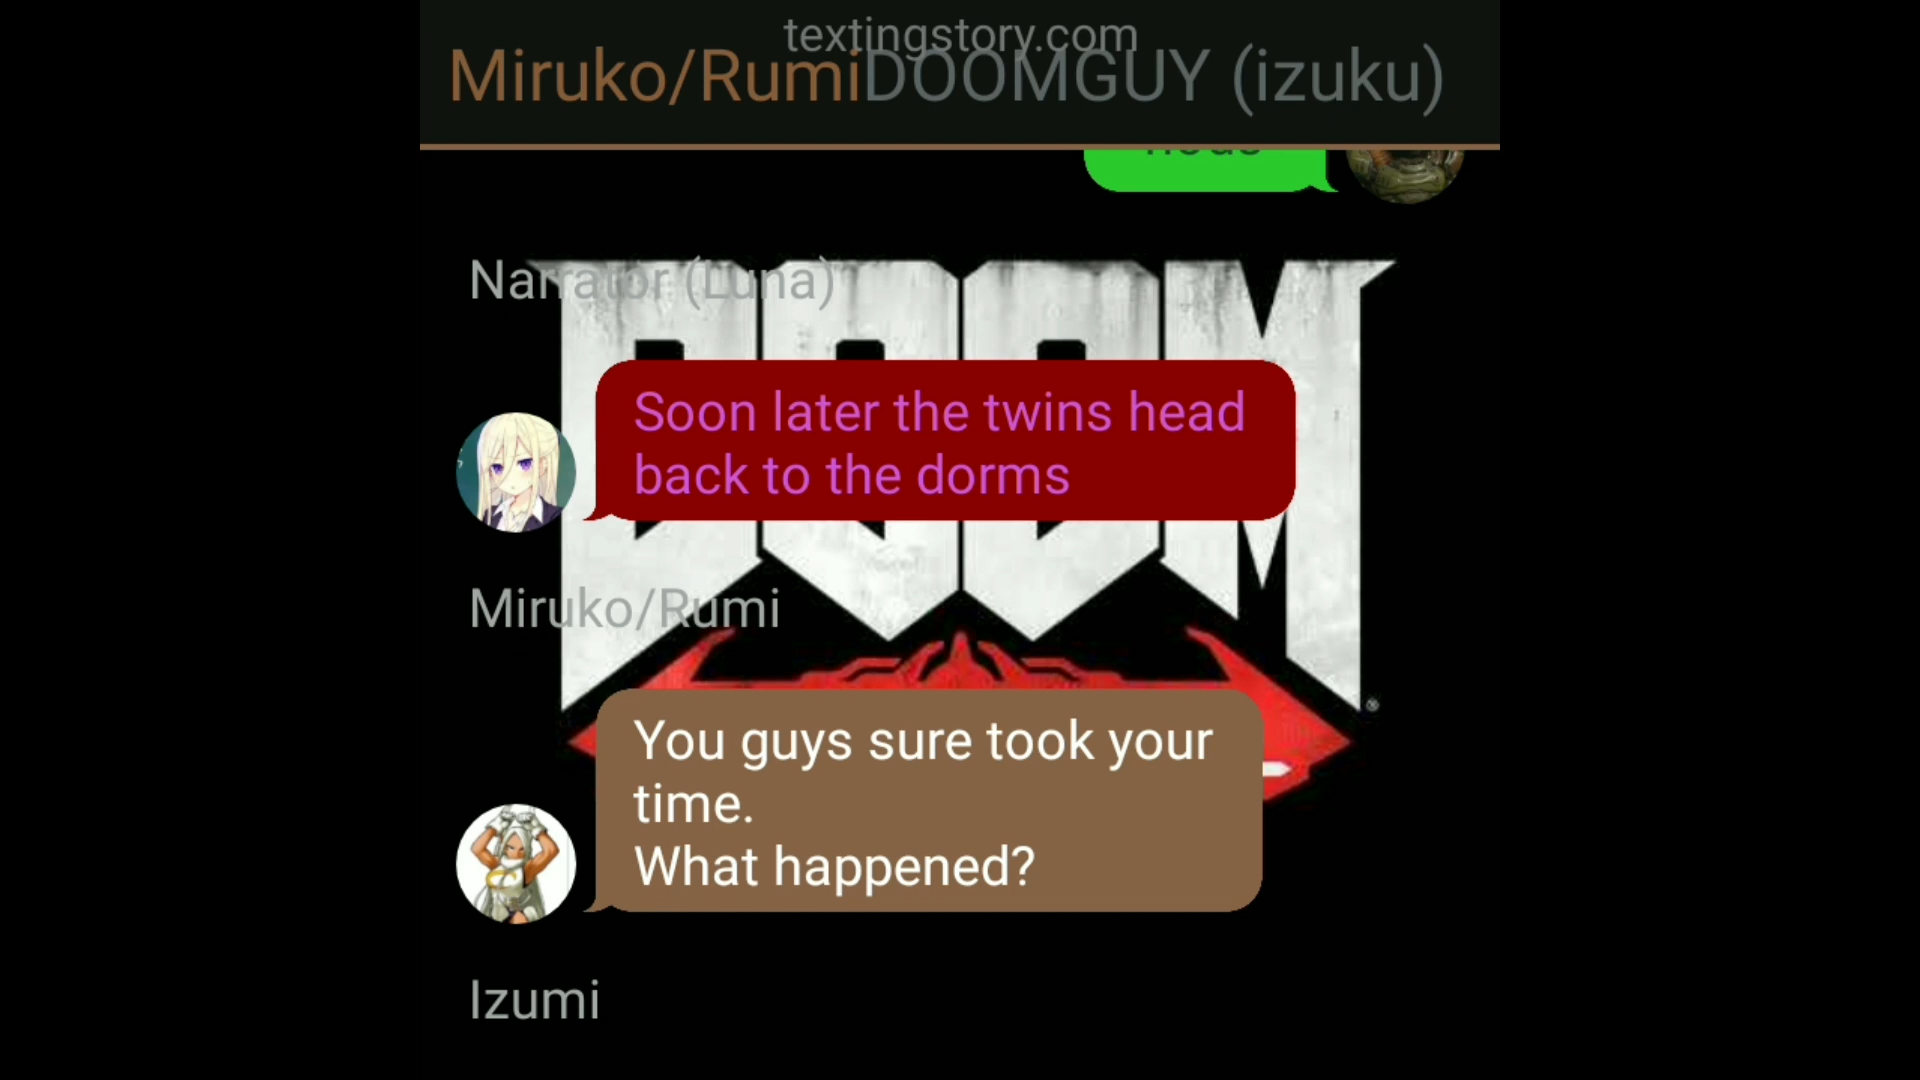 textingstory.com
Miruko/RumiDOOMGUY (izuku)
Narrator (Luna)
DOOM
Soon later the twins head
back to the dorms
Miruko/Rumi
®
You guys sure took your
time.
What happened?
Izumi